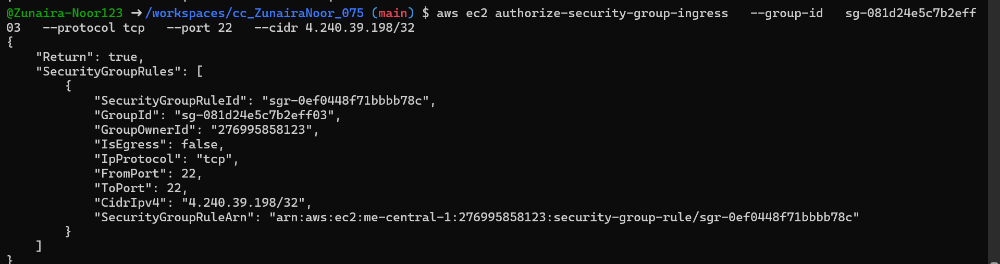 @Zunaira-Noor123 ➜ /workspaces/cc_ZunairaNoor_075 (main) $ aws ec2 authorize-security-group-ingress   --group-id   sg-081d24e5c7b2eff
03   --protocol tcp   --port 22   --cidr 4.240.39.198/32
{
    "Return": true,
    "SecurityGroupRules": [
        {
            "SecurityGroupRuleId": "sgr-0ef0448f71bbbb78c",
            "GroupId": "sg-081d24e5c7b2eff03",
            "GroupOwnerId": "276995858123",
            "IsEgress": false,
            "IpProtocol": "tcp",
            "FromPort": 22,
            "ToPort": 22,
            "CidrIpv4": "4.240.39.198/32",
            "SecurityGroupRuleArn": "arn:aws:ec2:me-central-1:276995858123:security-group-rule/sgr-0ef0448f71bbbb78c"
        }
    ]
}